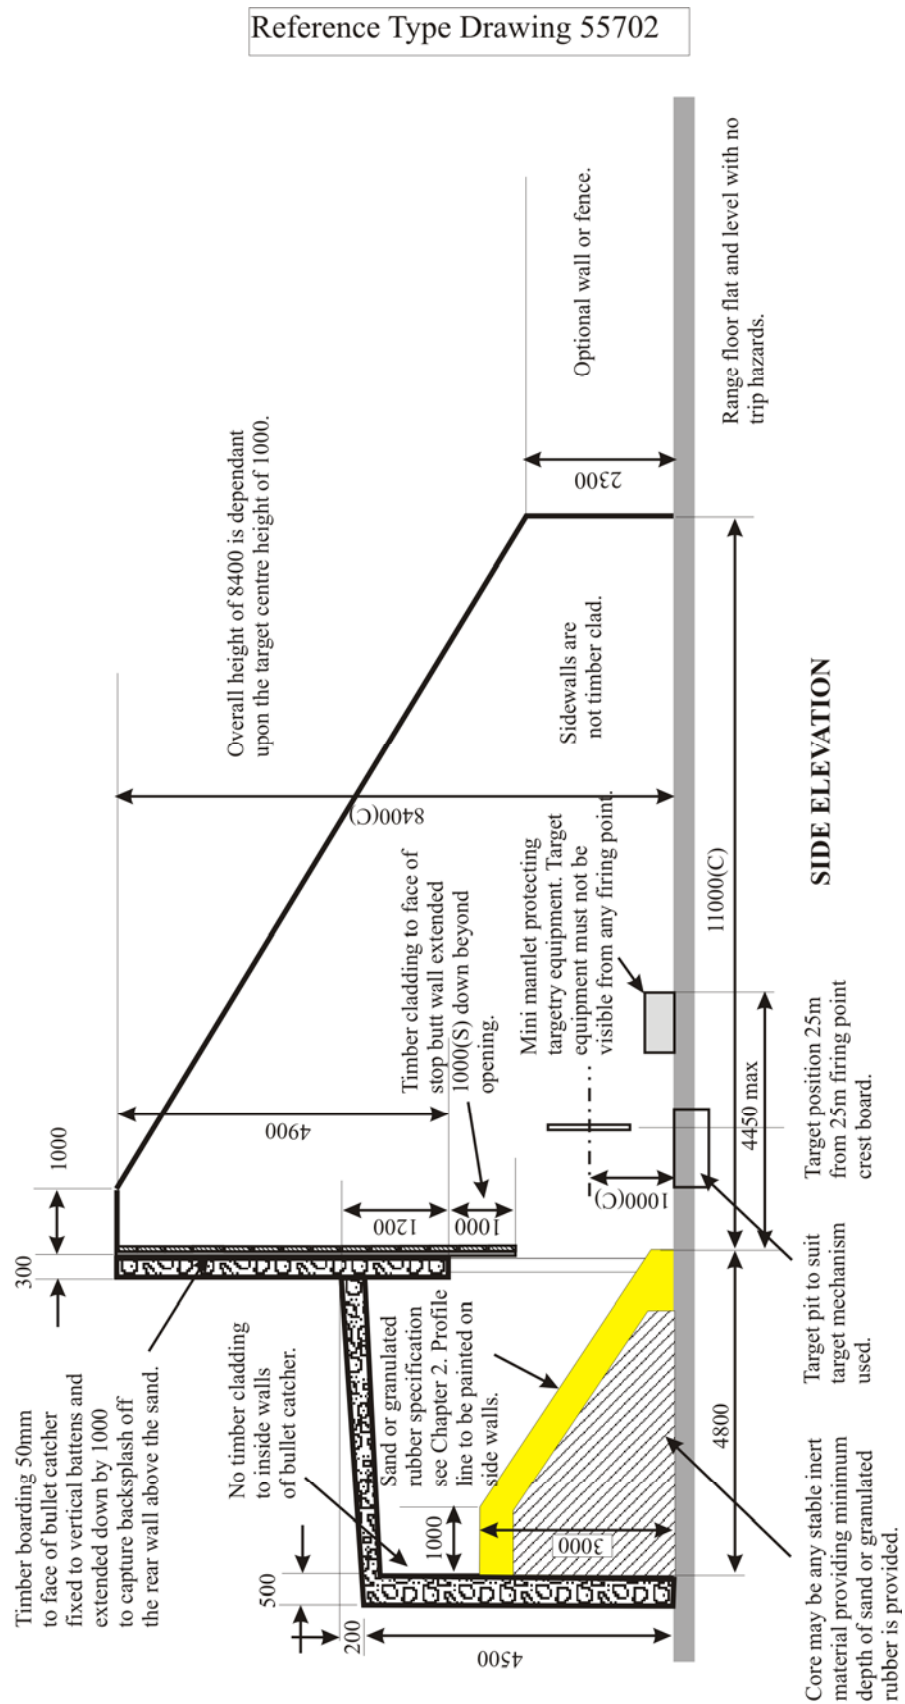 Reference Type Drawing 55702
Timber boarding 50mm
to face of bullet catcher
fixed to vertical battens and
extended down by 1000
to capture backsplash off
the rear wall above the sand.
300
1000
Overall height of 8400 is dependant
upon the target centre height of 1000.
4900
8400(C)
No timber cladding
to inside walls
of bullet catcher.
1200
1000
Timber cladding to face of
stop butt wall extended
1000(S) down beyond
opening.
Sidewalls are
not timber clad.
2300
Optional wall or fence.
500
200
4500
Sand or granulated
rubber specification
see Chapter 2. Profile
line to be painted on
side walls.
1000
3000
Mini mantlet protecting
targetry equipment. Target
equipment must not be
visible from any firing point.
1000(C)
Range floor flat and level with no
trip hazards.
4800
4450 max
11000(C)
Core may be any stable inert
material providing minimum
depth of sand or granulated
rubber is provided.
Target pit to suit
target mechanism
used.
Target position 25m
from 25m firing point
crest board.
SIDE ELEVATION